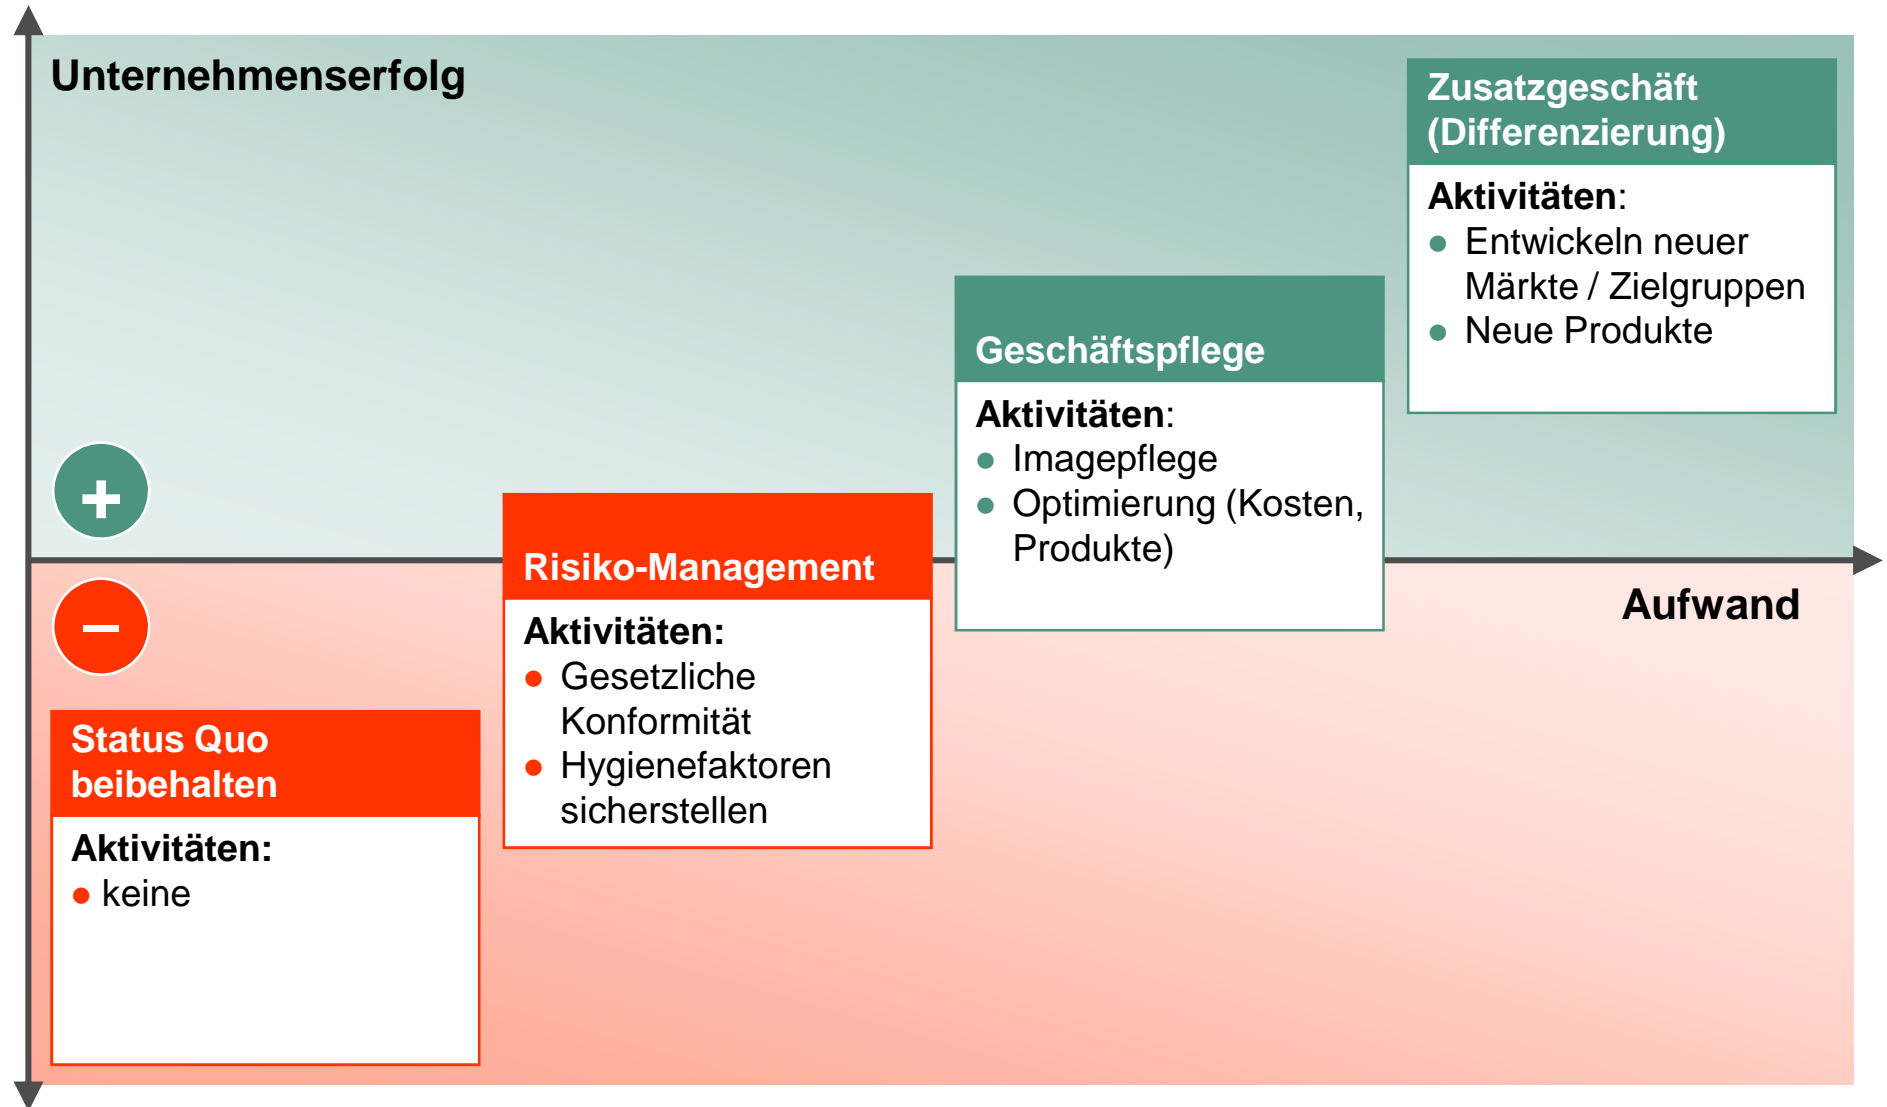 Unternehmenserfolg
Zusatzgeschäft
(Differenzierung)
Aktivitäten:
● Entwickeln neuer
Märkte / Zielgruppen
● Neue Produkte
Geschäftspflege
Aktivitäten:
● Imagepflege
● Optimierung (Kosten,
Produkte)
+
Risiko-Management
Aktivitäten:
● Gesetzliche
Konformität
● Hygienefaktoren
sicherstellen
Aufwand
–
Status Quo
beibehalten
Aktivitäten:
● keine